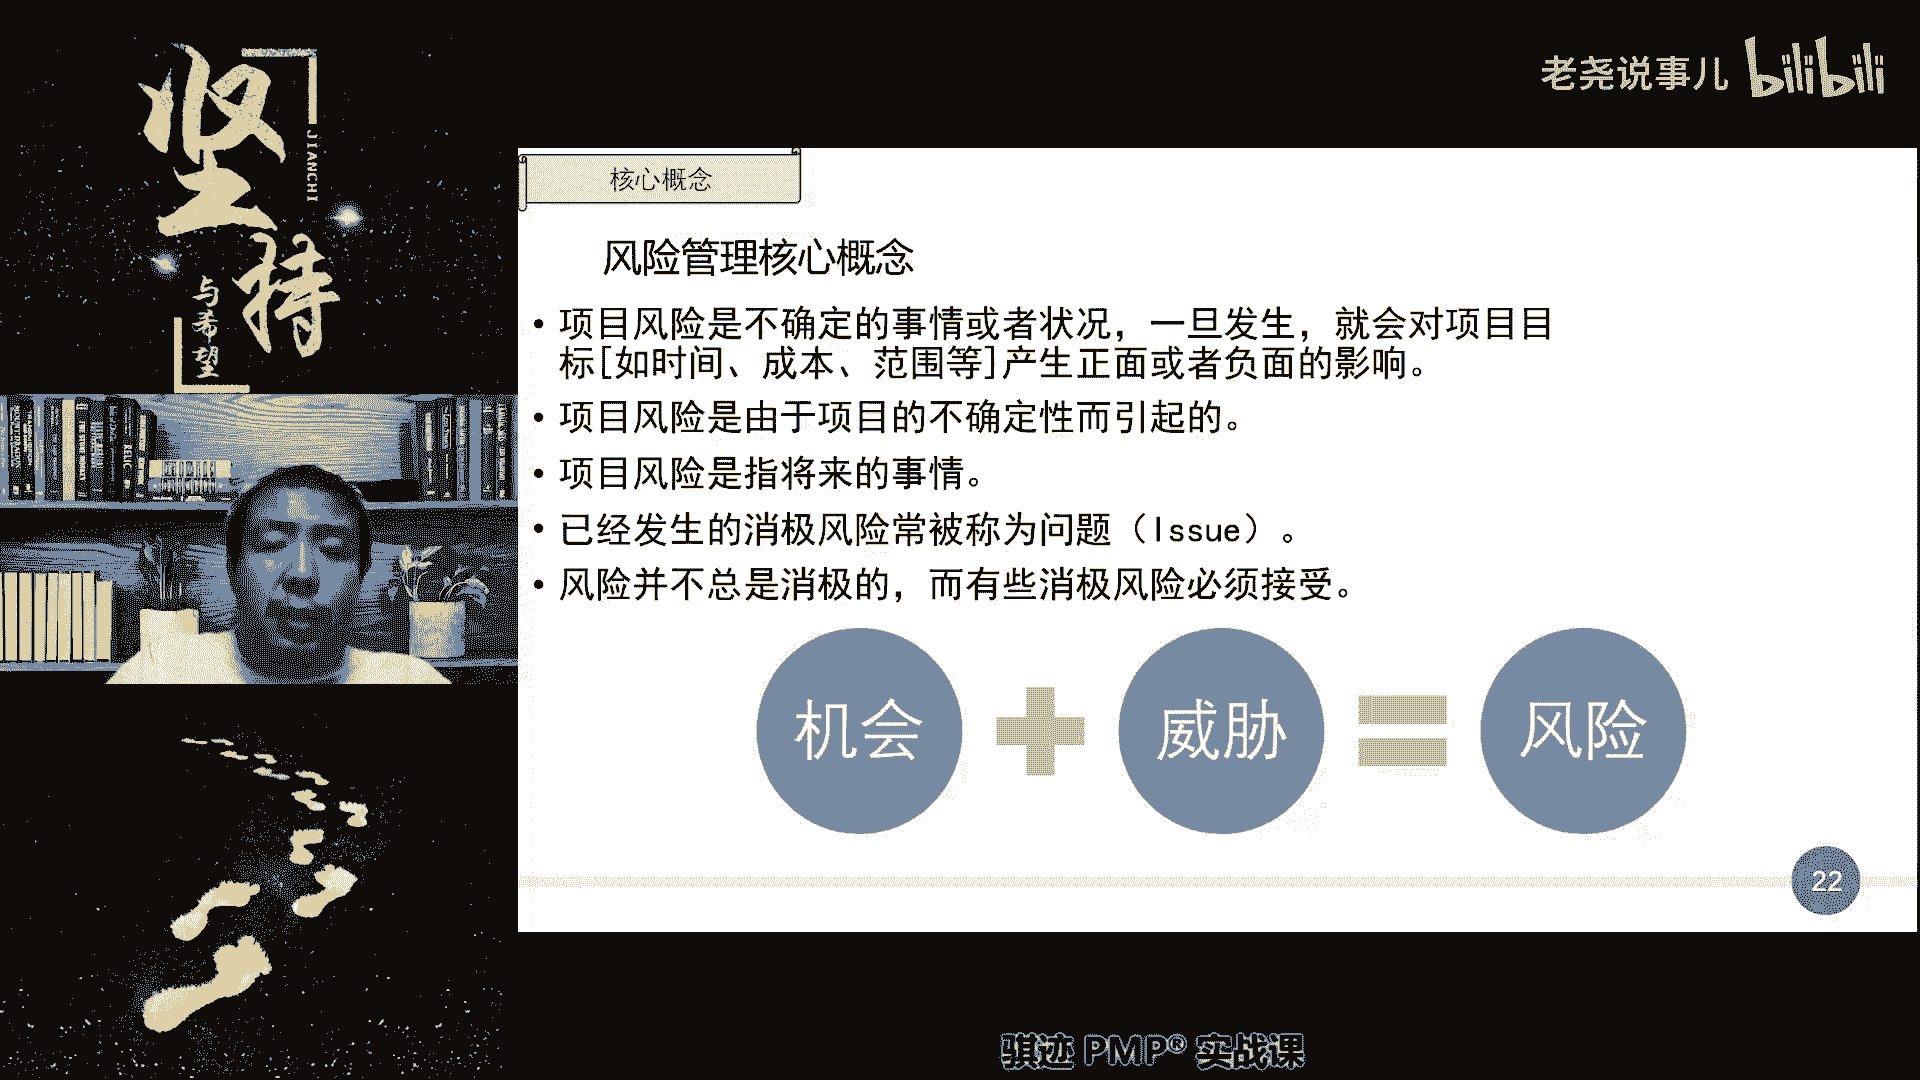 坚持
JIANCHI
与希望
老尧说事儿 bilibili
核心概念
风险管理核心概念
• 项目风险是不确定的事情或者状况，一旦发生，就会对项目目
标[如时间、成本、范围等]产生正面或者负面的影响。
• 项目风险是由于项目的不确定性而引起的。
• 项目风险是指将来的事情。
• 已经发生的消极风险常被称为问题（Issue）。
• 风险并不总是消极的，而有些消极风险必须接受。
机会 + 威胁 = 风险
22
骐迹 PMP® 实战课